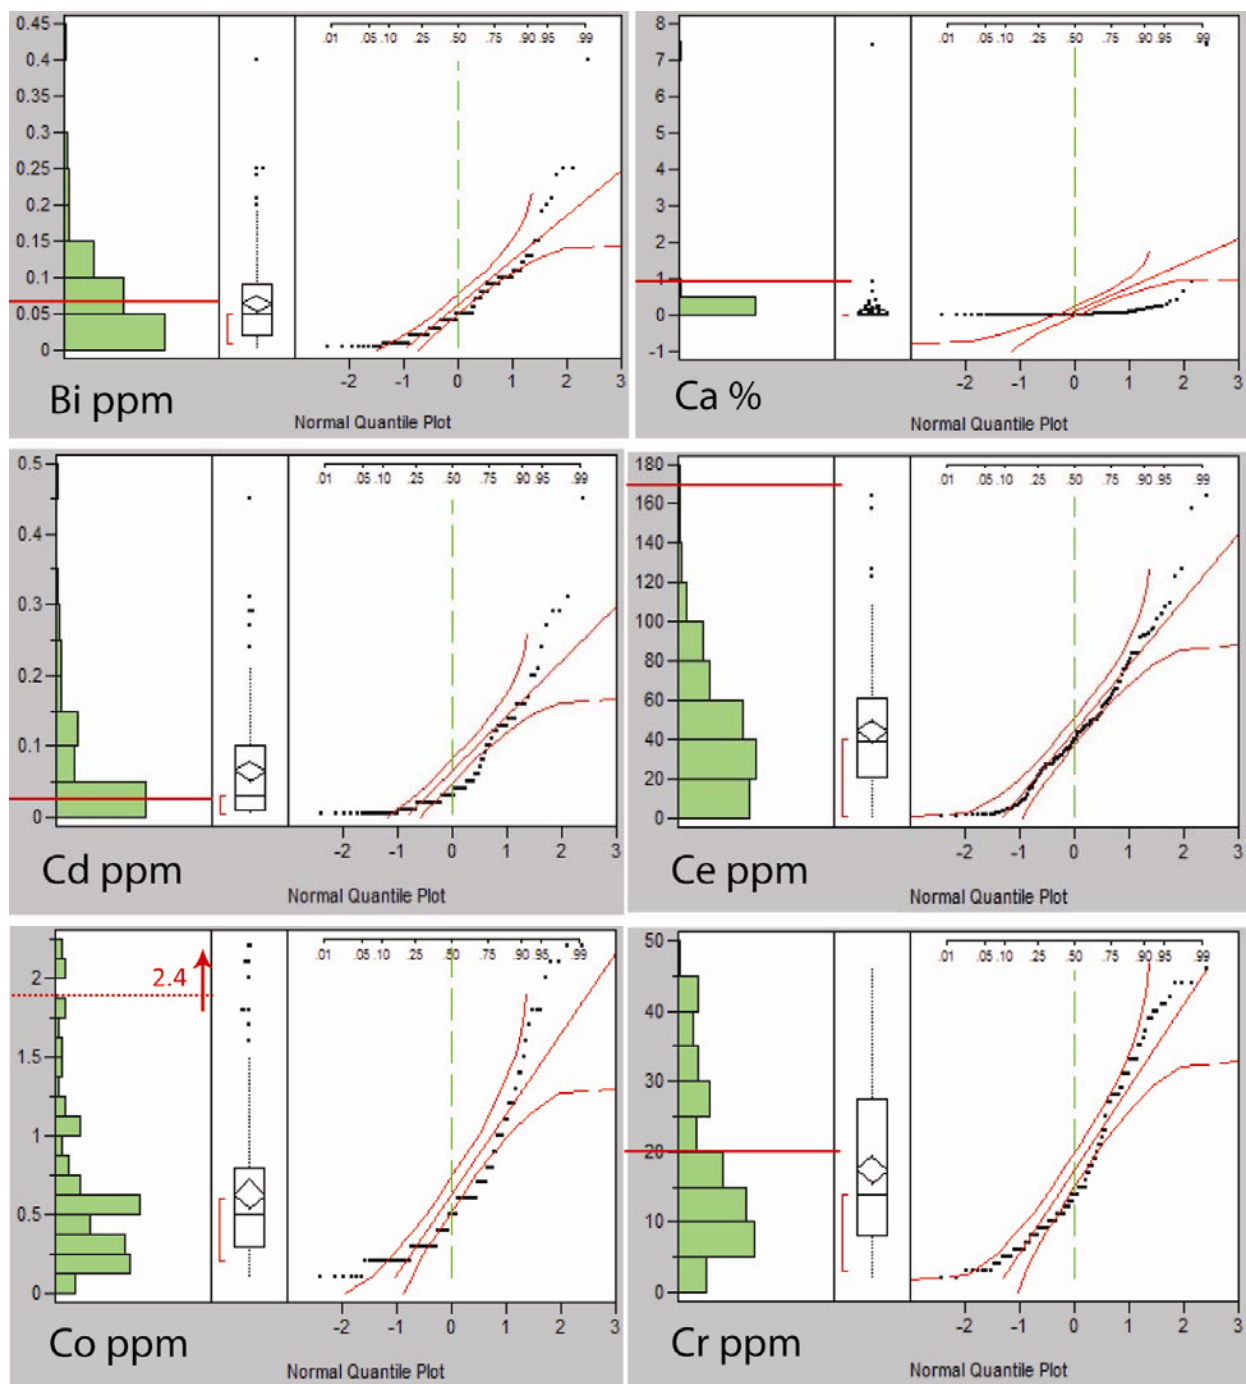 0.45
0.4
0.35
0.3
0.25
0.2
0.15
0.1
0.05
0
.01 .05 .10 .25 .50 .75 .90 .95 .99
-2 -1 0 1 2 3
Bi ppm
Normal Quantile Plot
8
7
6
5
4
3
2
1
0
-1
.01 .05 .10 .25 .50 .75 .90 .95 .99
-2 -1 0 1 2 3
Ca %
Normal Quantile Plot
0.5
0.4
0.3
0.2
0.1
0
.01 .05 .10 .25 .50 .75 .90 .95 .99
-2 -1 0 1 2 3
Cd ppm
Normal Quantile Plot
180
160
140
120
100
80
60
40
20
0
.01 .05 .10 .25 .50 .75 .90 .95 .99
-2 -1 0 1 2 3
Ce ppm
Normal Quantile Plot
2
1.5
1
0.5
0
2.4
.01 .05 .10 .25 .50 .75 .90 .95 .99
-2 -1 0 1 2 3
Co ppm
Normal Quantile Plot
50
40
30
20
10
0
.01 .05 .10 .25 .50 .75 .90 .95 .99
-2 -1 0 1 2 3
Cr ppm
Normal Quantile Plot